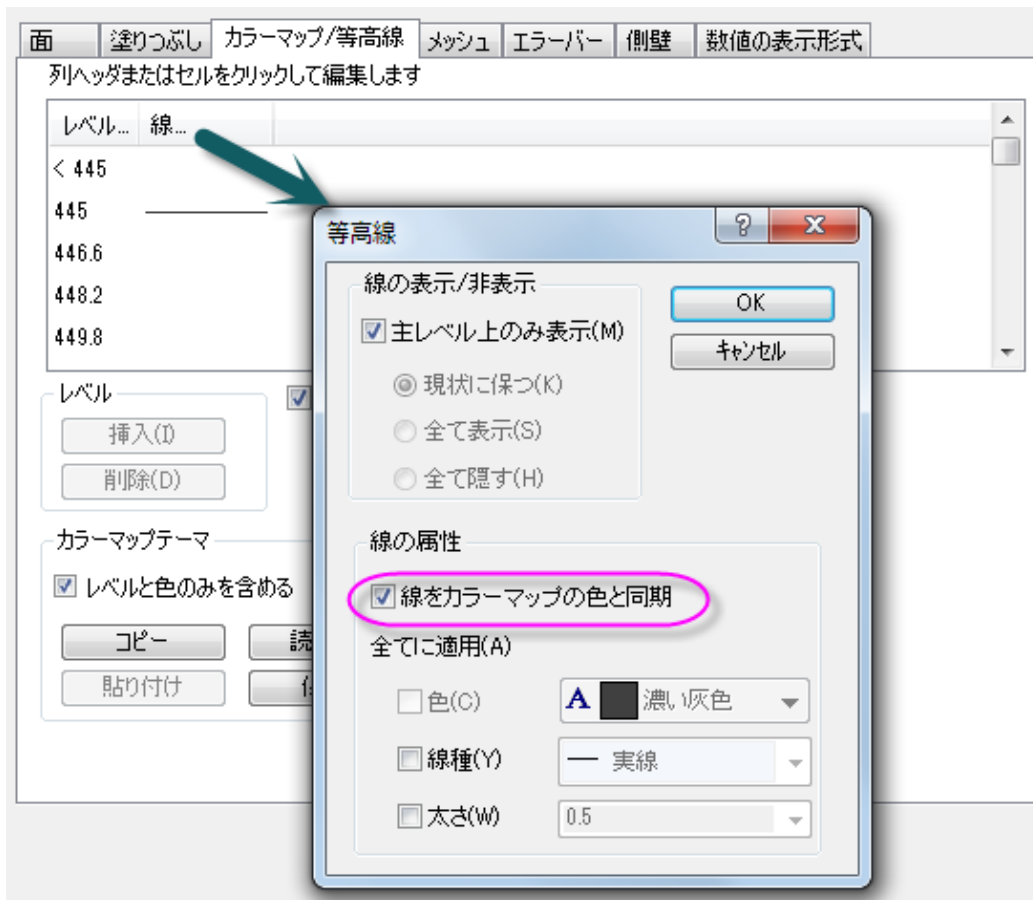 面 塗りつぶし カラーマップ/等高線 メッシュ エラーバー 側壁 数値の表示形式
列ヘッダまたはセルをクリックして編集します
レベル... 線...
< 445
445
446.6
448.2
449.8
レベル
挿入(I)
削除(D)
カラーマップテーマ
レベルと色のみを含める
コピー 読
貼り付け
等高線
線の表示/非表示
主レベル上のみ表示(M)
現状に保つ(K)
全て表示(S)
全て隠す(H)
OK
キャンセル
線の属性
線をカラーマップの色と同期
全てに適用(A)
色(C) A 濃い灰色
線種(Y) 実線
太さ(W) 0.5